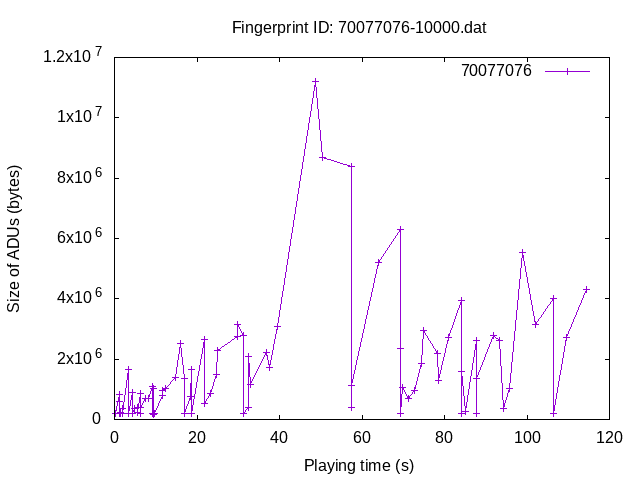 Fingerprint ID: 70077076-10000.dat
70077076
1.2x10^7
1x10^7
8x10^6
6x10^6
4x10^6
2x10^6
0
Size of ADUs (bytes)
0 20 40 60 80 100 120
Playing time (s)